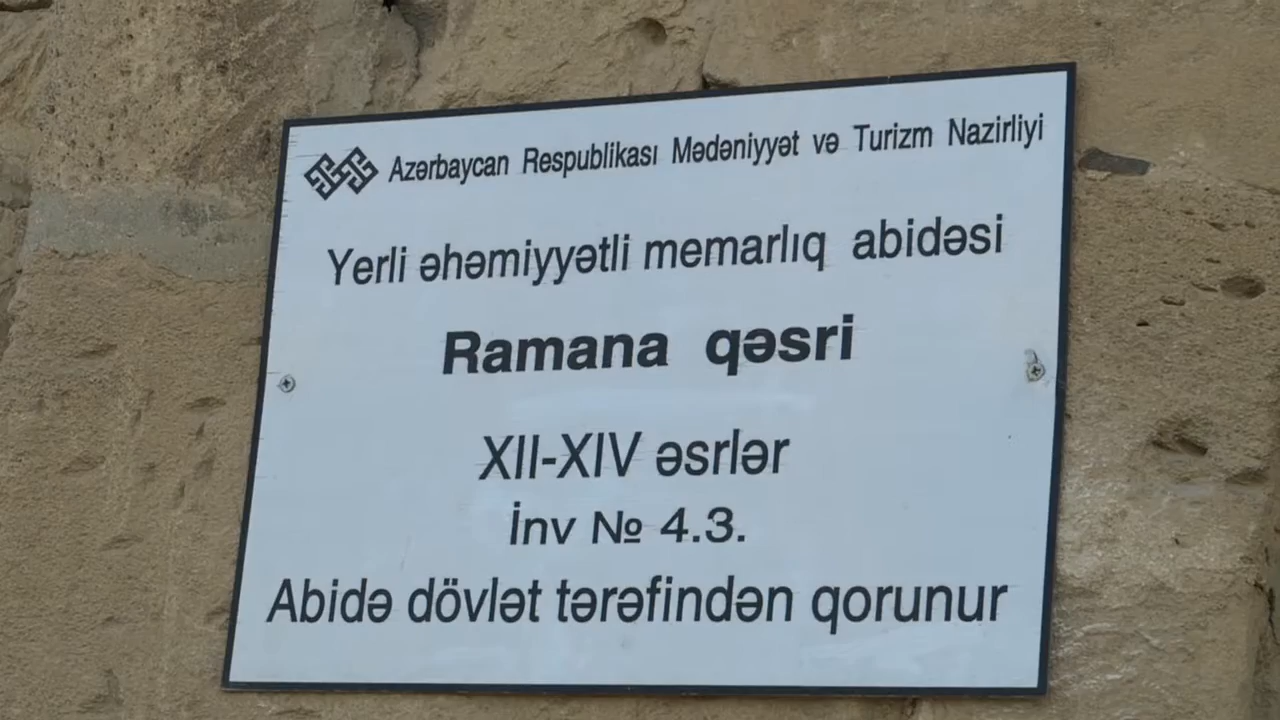 Azərbaycan Respublikası Mədəniyyət və Turizm Nazirliyi
Yerli əhəmiyyətli memarlıq abidəsi
Ramana qəsri
XII-XIV əsrlər
İnv № 4.3.
Abidə dövlət tərəfindən qorunur